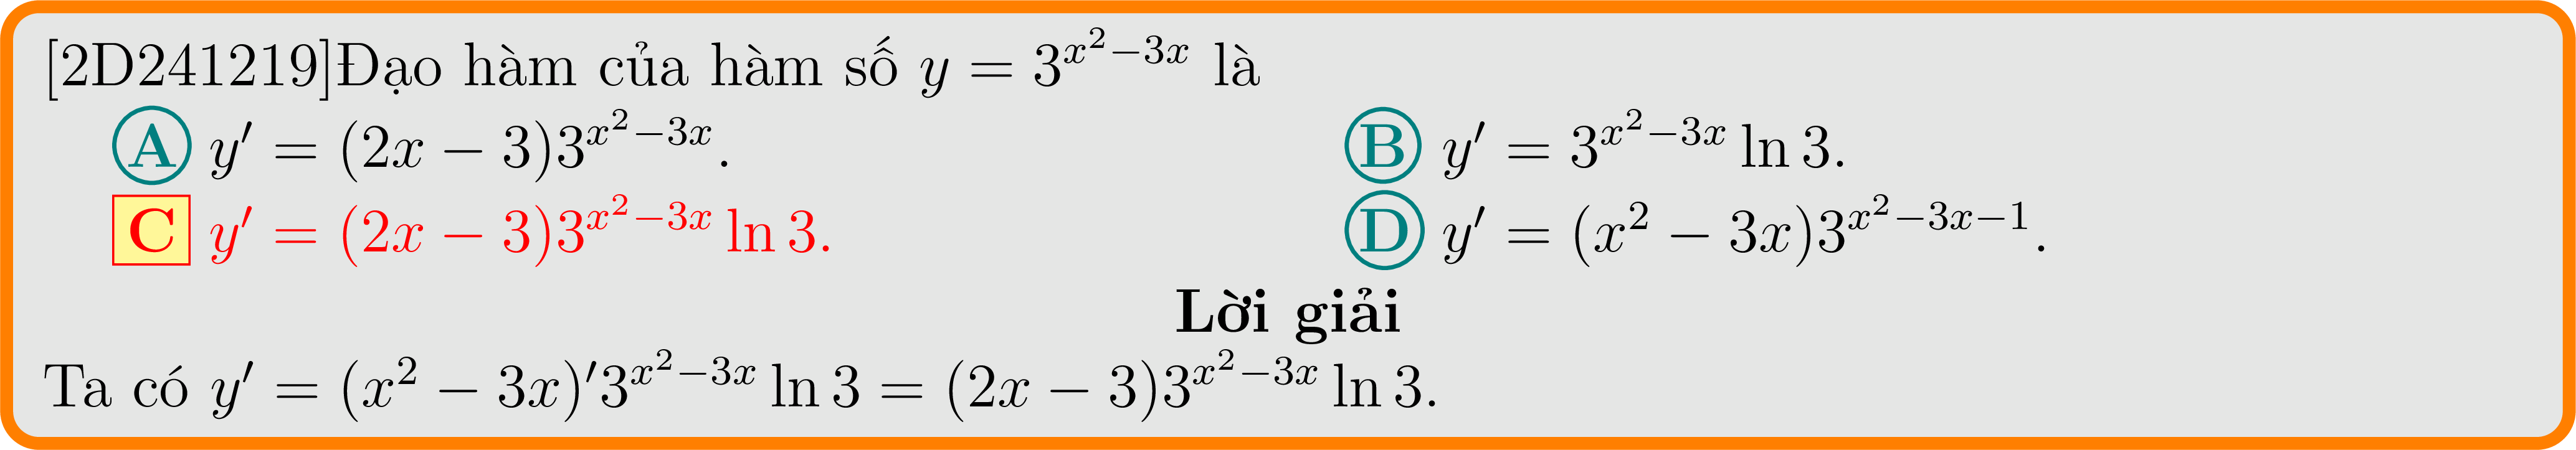 [2D241219]Đạo hàm của hàm số $y = 3^{x^2-3x}$ là
A $y' = (2x - 3)3^{x^2-3x}$. B $y' = 3^{x^2-3x} \ln 3$.
C $y' = (2x - 3)3^{x^2-3x} \ln 3$. D $y' = (x^2 - 3x)3^{x^2-3x-1}$.
Lời giải
Ta có $y' = (x^2 - 3x)'3^{x^2-3x} \ln 3 = (2x - 3)3^{x^2-3x} \ln 3$.